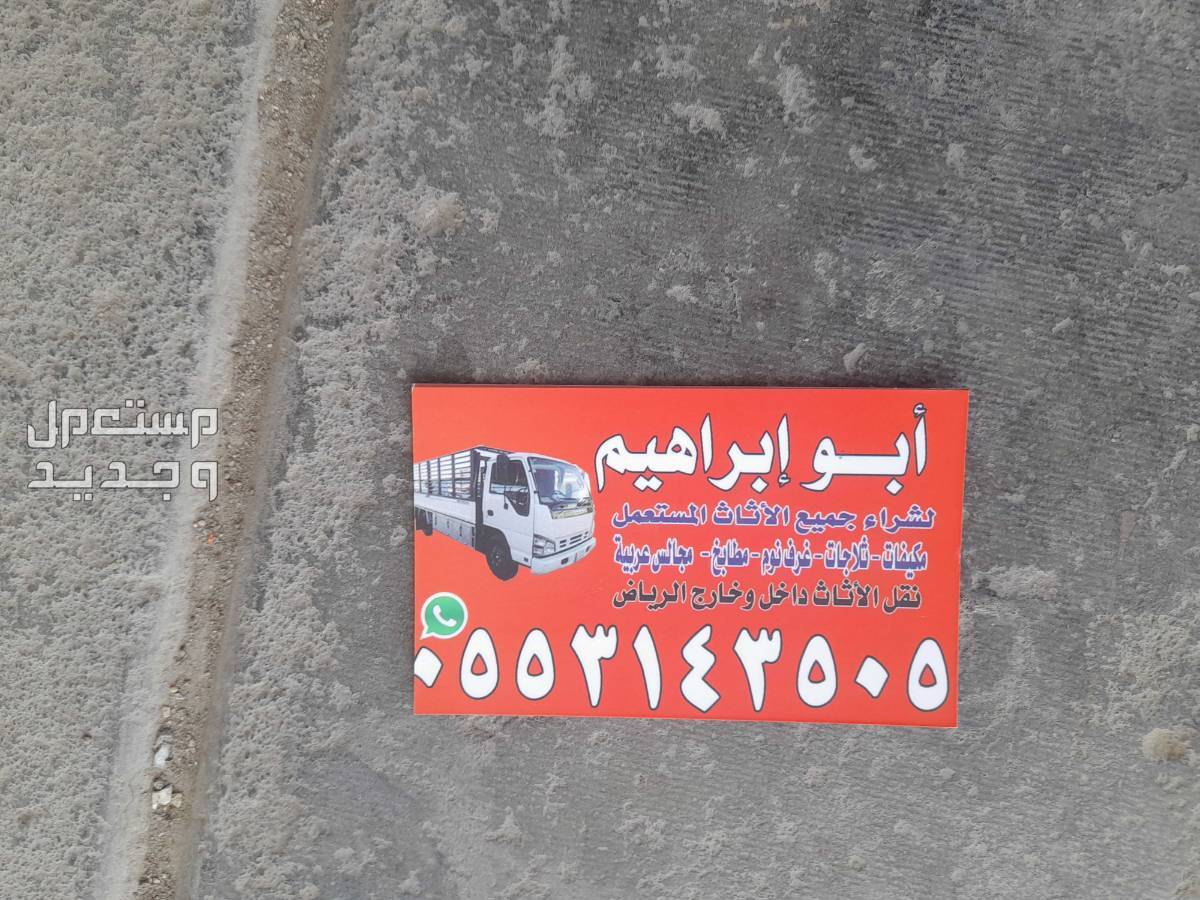 مستعمل
وجديد
أبو إبراهيم
لشراء جميع الأثاث المستعمل
مكيفات - ثلاجات - غرف نوم - مطابخ - مجالس عربية
نقل الأثاث داخل وخارج الرياض
٠٥٥٣١٤٣٥٠٥